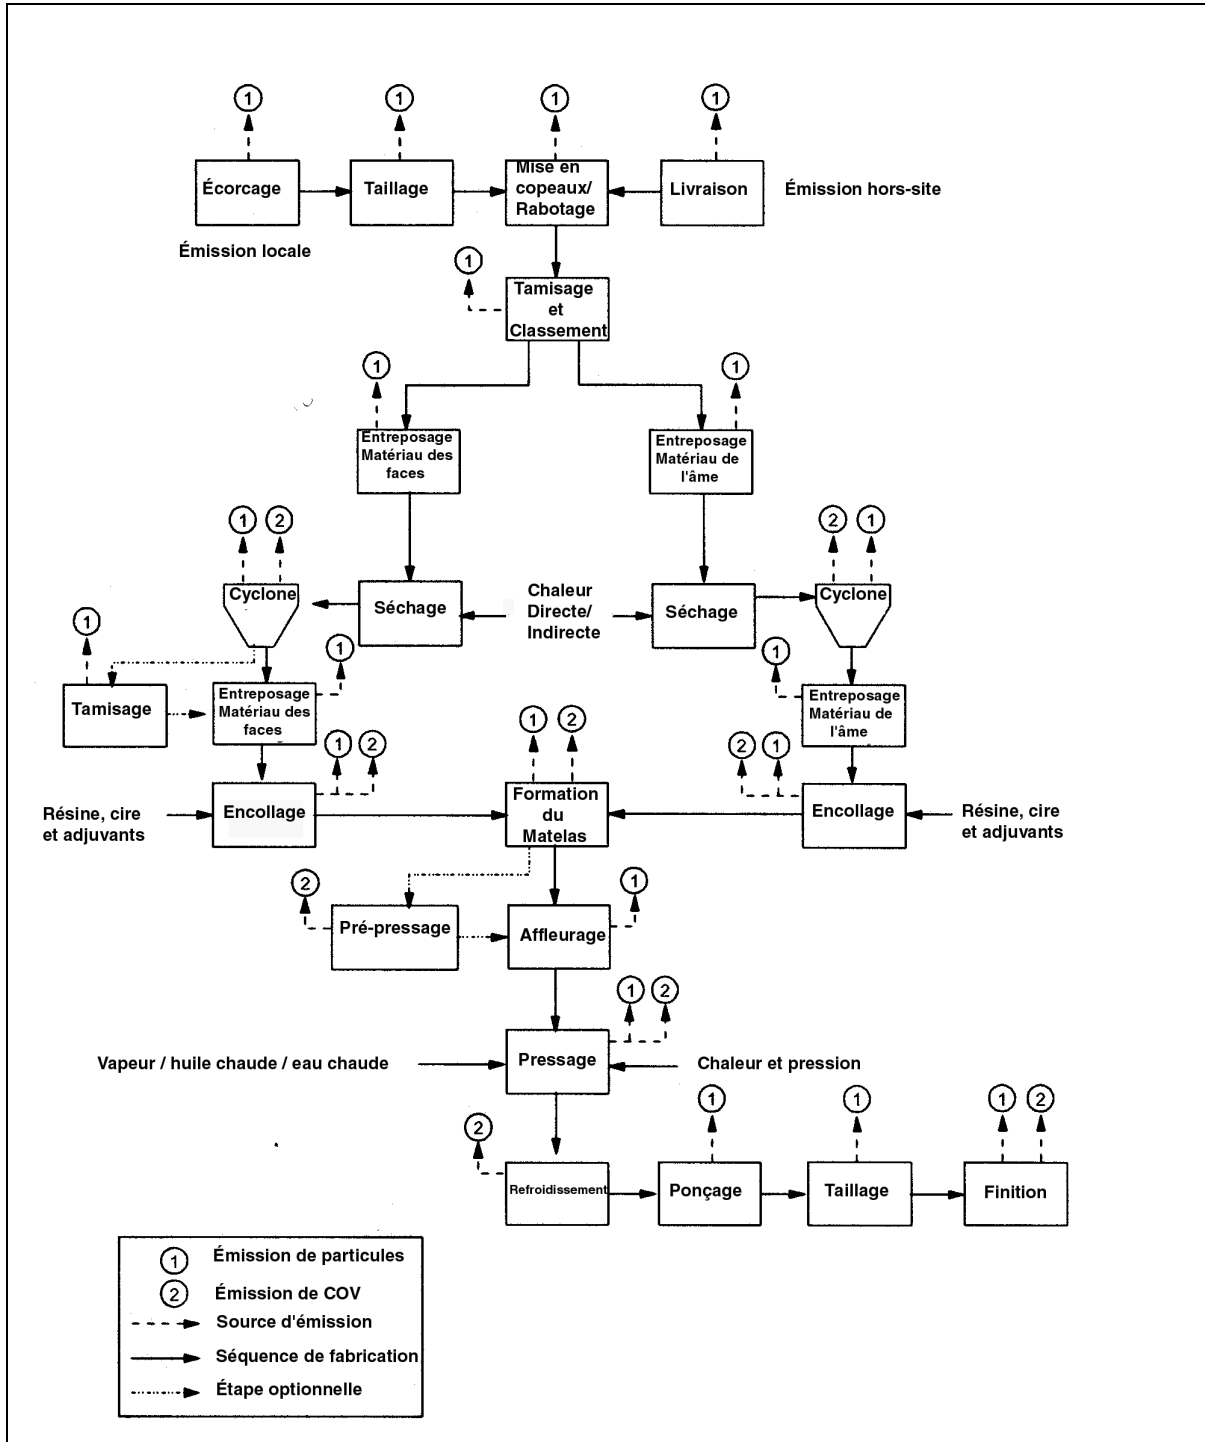 1 1 1 1
Écorcage
Taillage
Mise en
copeaux/
Rabotage
Livraison
Émission hors-site
Émission locale
1
Tamisage
et
Classement
1
1
Entreposage
Matériau des
faces
Entreposage
Matériau de
l'âme
1 2
2 1
Cyclone
Séchage
Chaleur
Directe/
Indirecte
Séchage
Cyclone
1
1
1
Tamisage
Entreposage
Matériau des
faces
Entreposage
Matériau de
l'âme
1 2
1 2
2 1
Résine, cire
et adjuvants
Encollage
Formation
du
Matelas
Encollage
Résine, cire
et adjuvants
2
1
Pré-pressage
Affleurage
1 2
Vapeur / huile chaude / eau chaude
Pressage
Chaleur et pression
2
1
1
1 2
Refroidissement
Ponçage
Taillage
Finition
1 Émission de particules
2 Émission de COV
Source d'émission
Séquence de fabrication
Étape optionnelle